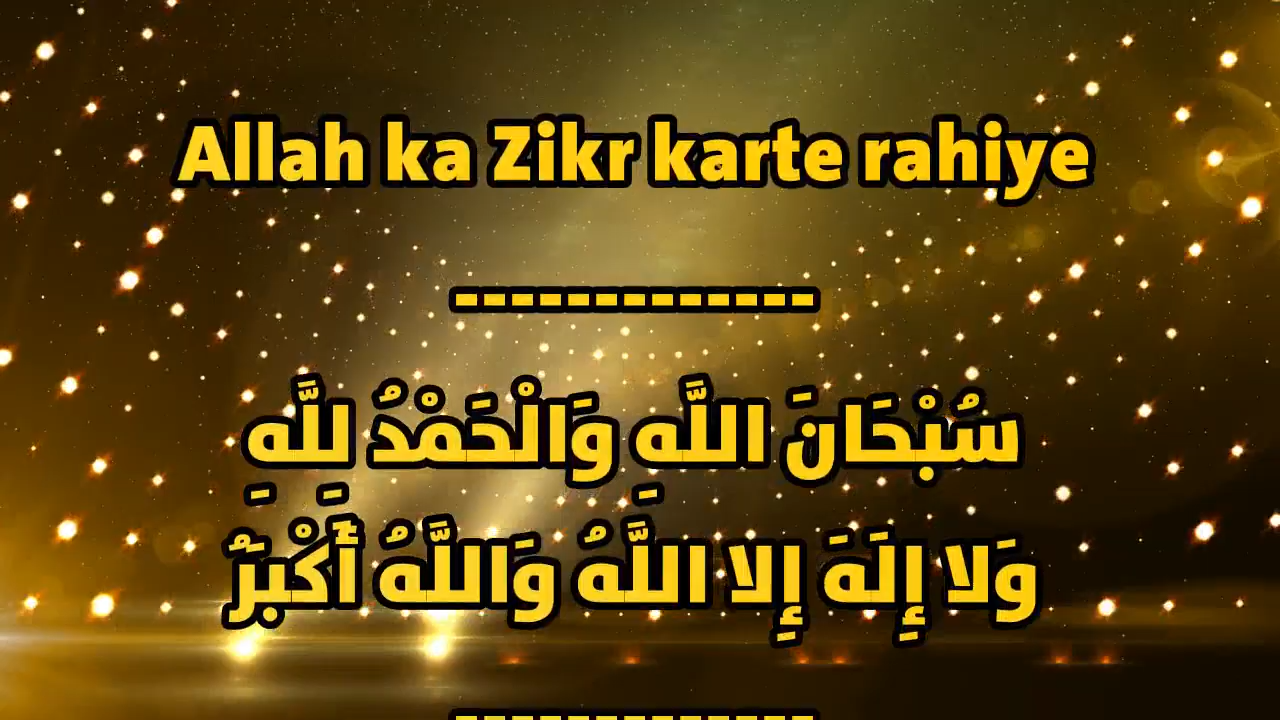 Allah ka Zikr karte rahiye
-------------
سُبْحَانَ اللَّهِ وَالْحَمْدُ لِلَّهِ
وَلا إِلَهَ إِلا اللَّهُ وَاللَّهُ أَكْبَرُ
-------------